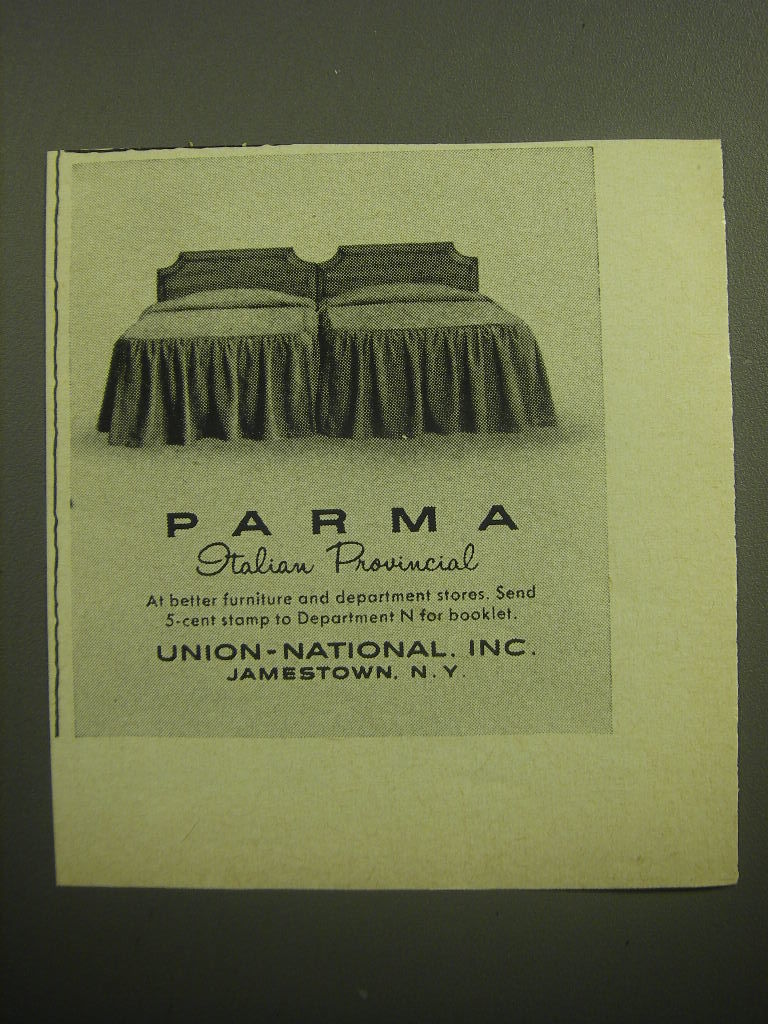 PARMA
Italian Provincial
At better furniture and department stores. Send
5-cent stamp to Department N for booklet.
UNION-NATIONAL, INC.
JAMESTOWN, N.Y.